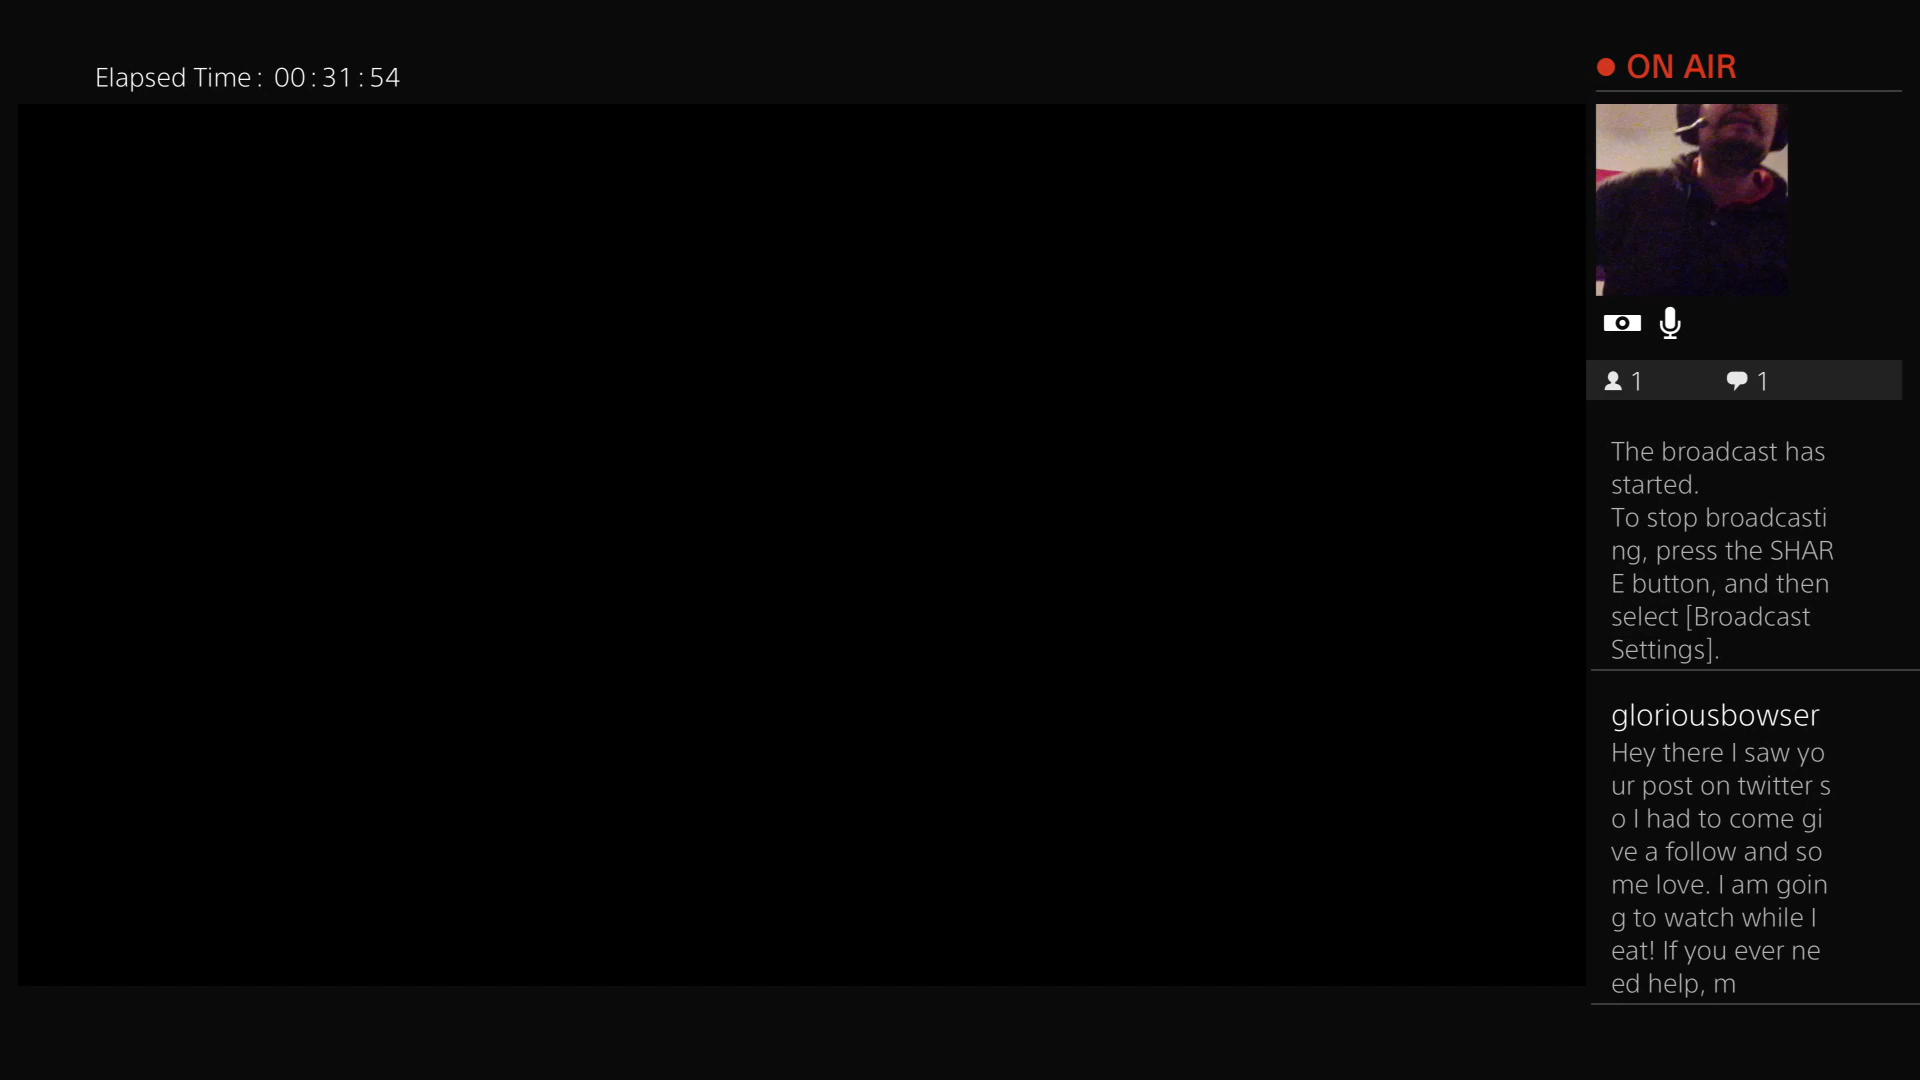 Elapsed Time: 00:31:54
ON AIR
1 1
The broadcast has
started.
To stop broadcasti
ng, press the SHAR
E button, and then
select [Broadcast
Settings].
gloriousbowser
Hey there I saw yo
ur post on twitter s
o I had to come gi
ve a follow and so
me love. I am goin
g to watch while I
eat! If you ever ne
ed help, m